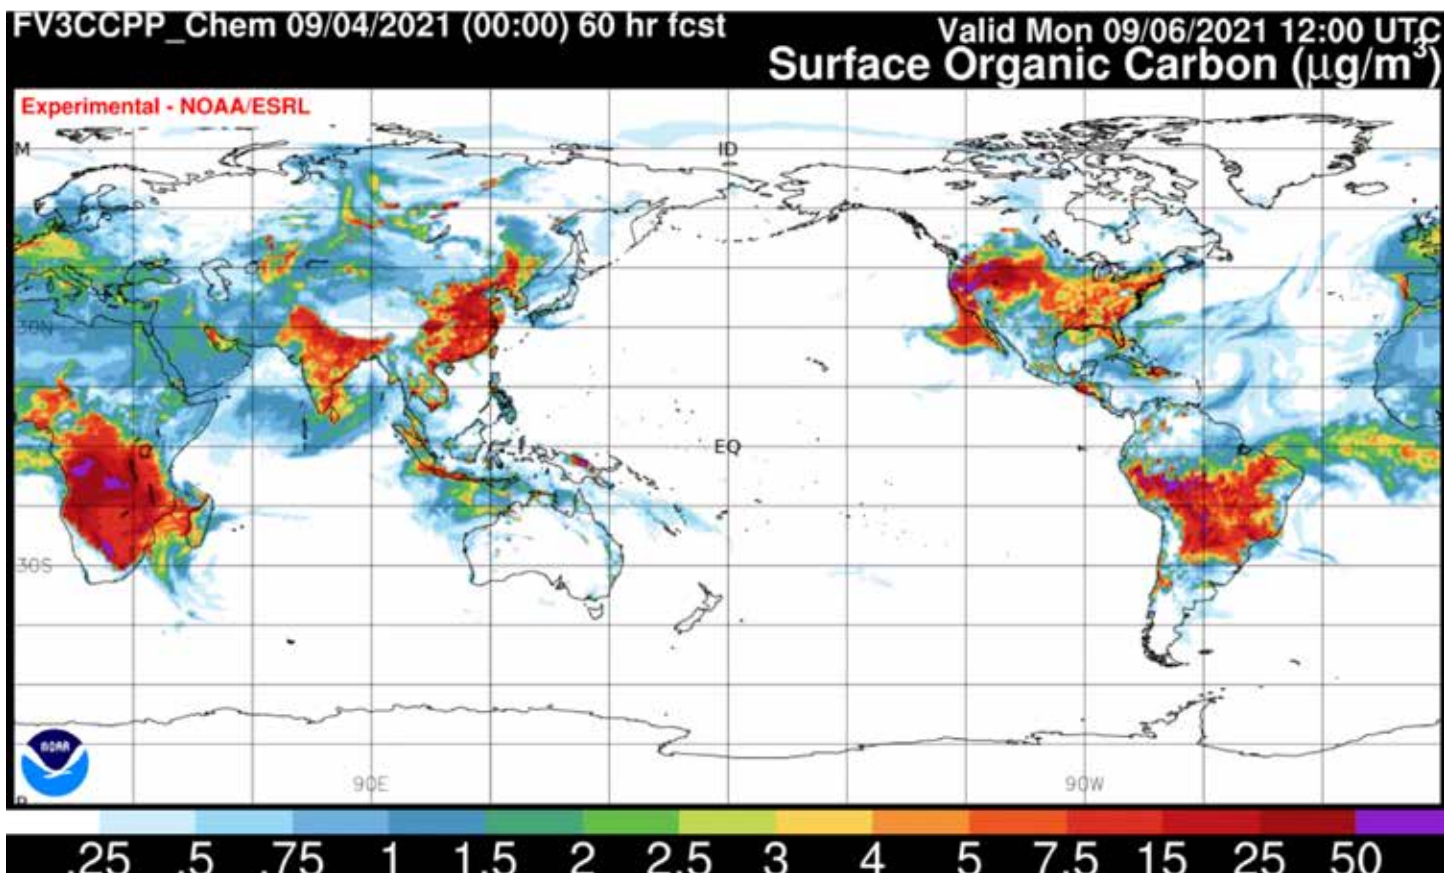 FV3CCPP_Chem 09/04/2021 (00:00) 60 hr fcst
Valid Mon 09/06/2021 12:00 UTC
Surface Organic Carbon (μg/m³)
Experimental - NOAA/ESRL
M
ID
30N
EQ
30S
NOAA
90E
90W
.25 .5 .75 1 1.5 2 2.5 3 4 5 7.5 15 25 50